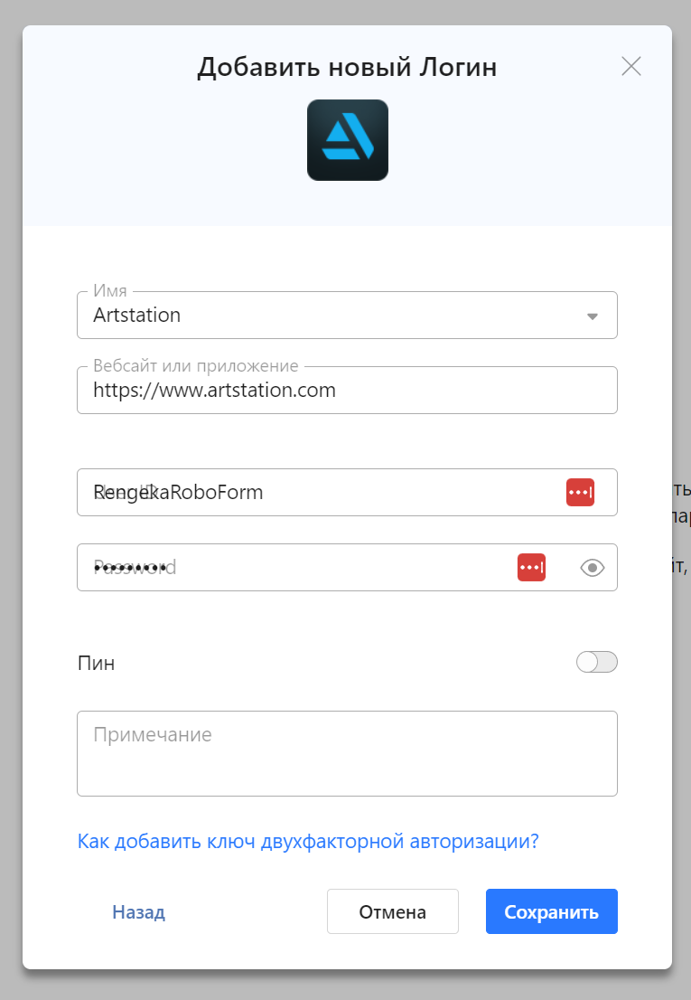 Добавить новый Логин
Имя
Artstation
Вебсайт или приложение
https://www.artstation.com
RengekaRoboForm
Password
Пин
Примечание
Как добавить ключ двухфакторной авторизации?
Назад
Отмена
Сохранить